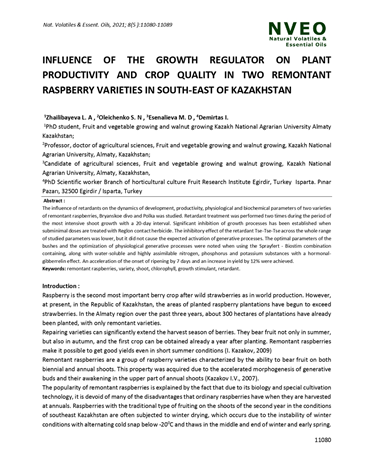 Nat. Volatiles & Essent. Oils, 2021; 8(5):11080-11089
NVEO
Natural Volatiles &
Essential Oils
INFLUENCE OF THE GROWTH REGULATOR ON PLANT
PRODUCTIVITY AND CROP QUALITY IN TWO REMONTANT
RASPBERRY VARIETIES IN SOUTH-EAST OF KAZAKHSTAN
¹Zhailibayeva L. A , ²Oleichenko S. N , ³Esenalieva M. D , ⁴Demirtas I.
¹PhD student, Fruit and vegetable growing and walnut growing Kazakh National Agrarian University Almaty
Kazakhstan;
²Professor, doctor of agricultural sciences, Fruit and vegetable growing and walnut growing, Kazakh National
Agrarian University, Almaty, Kazakhstan;
³Candidate of agricultural sciences, Fruit and vegetable growing and walnut growing, Kazakh National
Agrarian University, Almaty, Kazakhstan,
⁴PhD Scientific worker Branch of horticultural culture Fruit Research Institute Egirdir, Turkey Isparta. Pınar
Pazarı, 32500 Egirdir / Isparta, Turkey
Abstract :
The influence of retardants on the dynamics of development, productivity, physiological and biochemical parameters of two varieties
of remontant raspberries, Bryanskoe divo and Polka was studied. Retardant treatment was performed two times during the period of
the most intensive shoot growth with a 20-day interval. Significant inhibition of growth processes has been established when
subminimal doses are treated with Reglon contact herbicide. The inhibitory effect of the retardant Tse-Tse-Tse across the whole range
of studied parameters was lower, but it did not cause the expected activation of generative processes. The optimal parameters of the
bushes and the optimization of physiological generative processes were noted when using the Sprayfert - Biostim combination
containing, along with water-soluble and highly assimilable nitrogen, phosphorus and potassium substances with a hormonal-
gibberellin effect. An acceleration of the onset of ripening by 7 days and an increase in yield by 12% were achieved.
Keywords: remontant raspberries, variety, shoot, chlorophyll, growth stimulant, retardant.
Introduction :
Raspberry is the second most important berry crop after wild strawberries as in world production. However,
at present, in the Republic of Kazakhstan, the areas of planted raspberry plantations have begun to exceed
strawberries. In the Almaty region over the past three years, about 300 hectares of plantations have already
been planted, with only remontant varieties.
Repairing varieties can significantly extend the harvest season of berries. They bear fruit not only in summer,
but also in autumn, and the first crop can be obtained already a year after planting. Remontant raspberries
make it possible to get good yields even in short summer conditions (I. Kazakov, 2009)
Remontant raspberries are a group of raspberry varieties characterized by the ability to bear fruit on both
biennial and annual shoots. This property was acquired due to the accelerated morphogenesis of generative
buds and their awakening in the upper part of annual shoots (Kazakov I.V., 2007).
The popularity of remontant raspberries is explained by the fact that due to its biology and special cultivation
technology, it is devoid of many of the disadvantages that ordinary raspberries have when they are harvested
at annuals. Raspberries with the traditional type of fruiting on the shoots of the second year in the conditions
of southeast Kazakhstan are often subjected to winter drying, which occurs due to the instability of winter
conditions with alternating cold snap below -20⁰C and thaws in the middle and end of winter and early spring.
11080